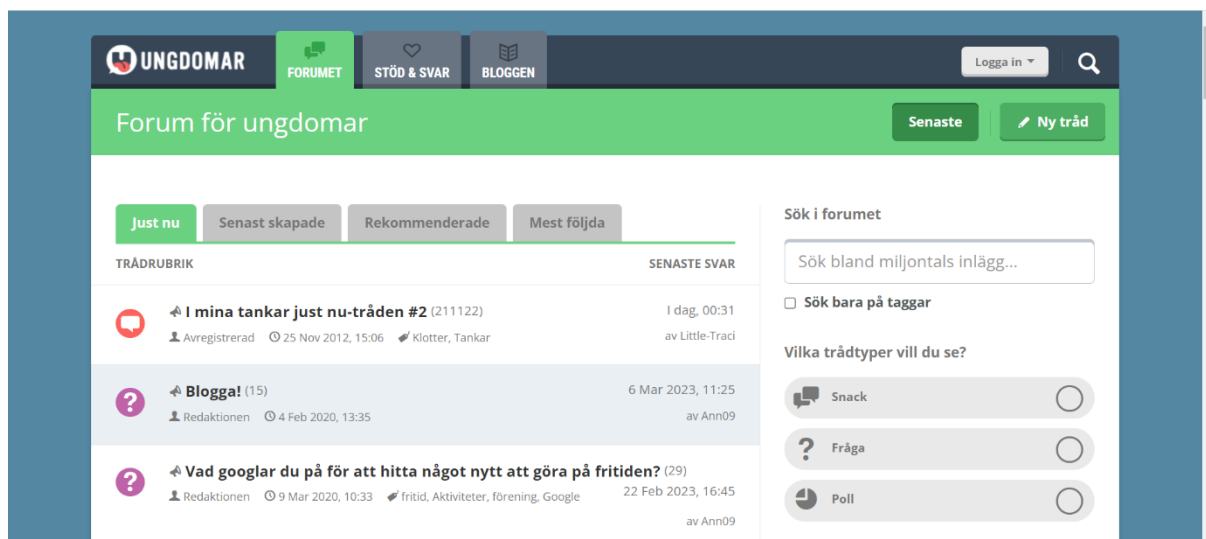 UNGDOMAR
FORUMET
STÖD & SVAR
BLOGGEN
Logga in
Forum för ungdomar
Senaste
Ny tråd
Just nu
Senast skapade
Rekommenderade
Mest följda
TRÅDRUBRIK
SENASTE SVAR
I mina tankar just nu-tråden #2 (211122)
I dag, 00:31
Avregistrerad 25 Nov 2012, 15:06 Klotter, Tankar
av Little-Traci
Blogga! (15)
6 Mar 2023, 11:25
Redaktionen 4 Feb 2020, 13:35
av Ann09
Vad googlar du på för att hitta något nytt att göra på fritiden? (29)
Redaktionen 9 Mar 2020, 10:33 fritid, Aktiviteter, förening, Google
22 Feb 2023, 16:45
av Ann09
Sök i forumet
Sök bland miljontals inlägg...
Sök bara på taggar
Vilka trådtyper vill du se?
Snack
Fråga
Poll